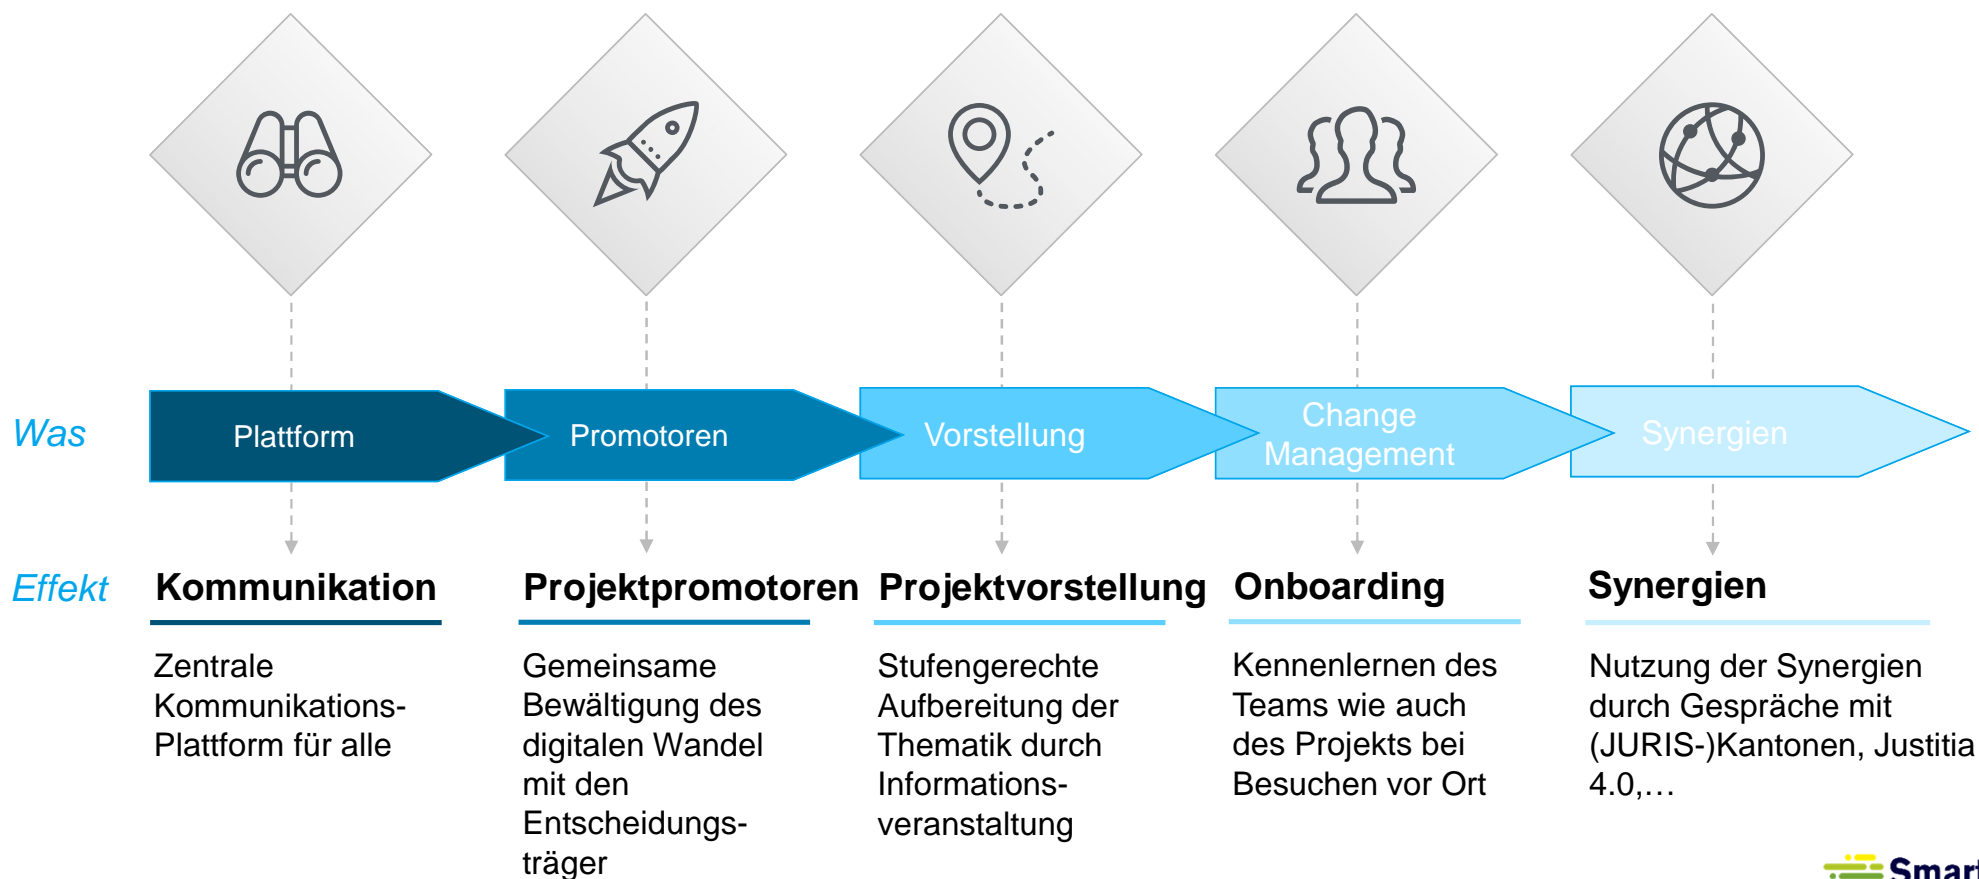 Was
Plattform
Promotoren
Vorstellung
Change
Management
Synergien
Effekt
Kommunikation
Zentrale
Kommunikations-
Plattform für alle
Projektpromotoren
Gemeinsame
Bewältigung des
digitalen Wandel
mit den
Entscheidungs-
träger
Projektvorstellung
Stufengerechte
Aufbereitung der
Thematik durch
Informations-
veranstaltung
Onboarding
Kennenlernen des
Teams wie auch
des Projekts bei
Besuchen vor Ort
Synergien
Nutzung der Synergien
durch Gespräche mit
(JURIS-)Kantonen, Justitia
4.0,…
Smart